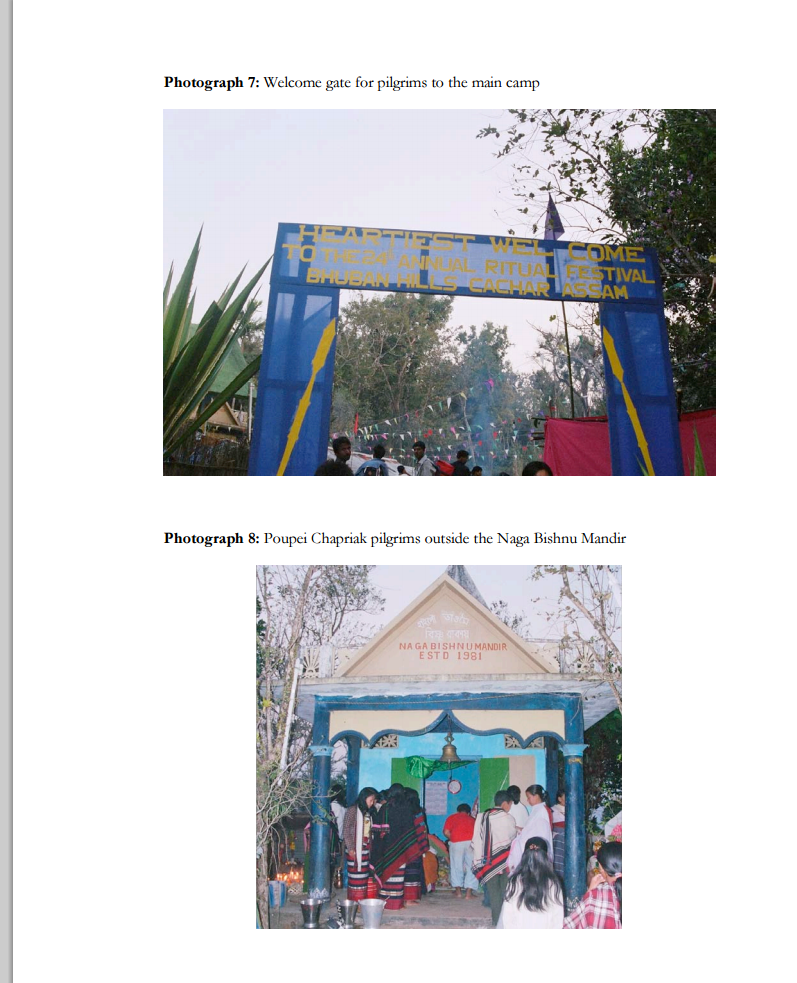 Photograph 7: Welcome gate for pilgrims to the main camp
HEARTIEST WEL COME
TO THE 24th ANNUAL RITUAL FESTIVAL
BHUBAN HILLS CACHAR ASSAM
Photograph 8: Poupei Chapriak pilgrims outside the Naga Bishnu Mandir
NAGA BISHNU MANDIR
ESTD 1981